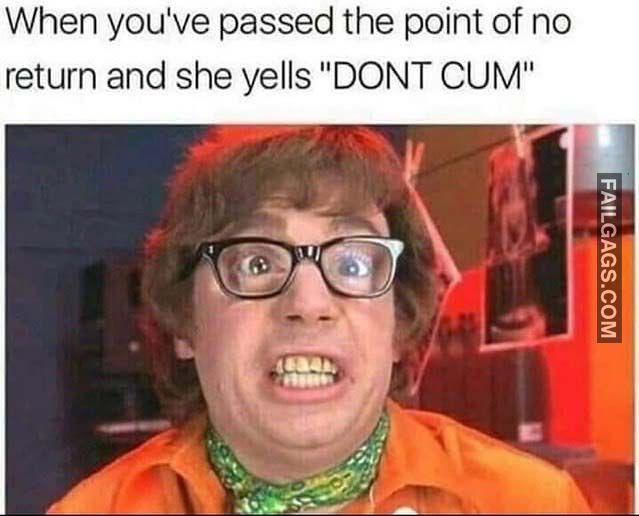 When you've passed the point of no
return and she yells "DONT CUM"
FAILGAGS.COM